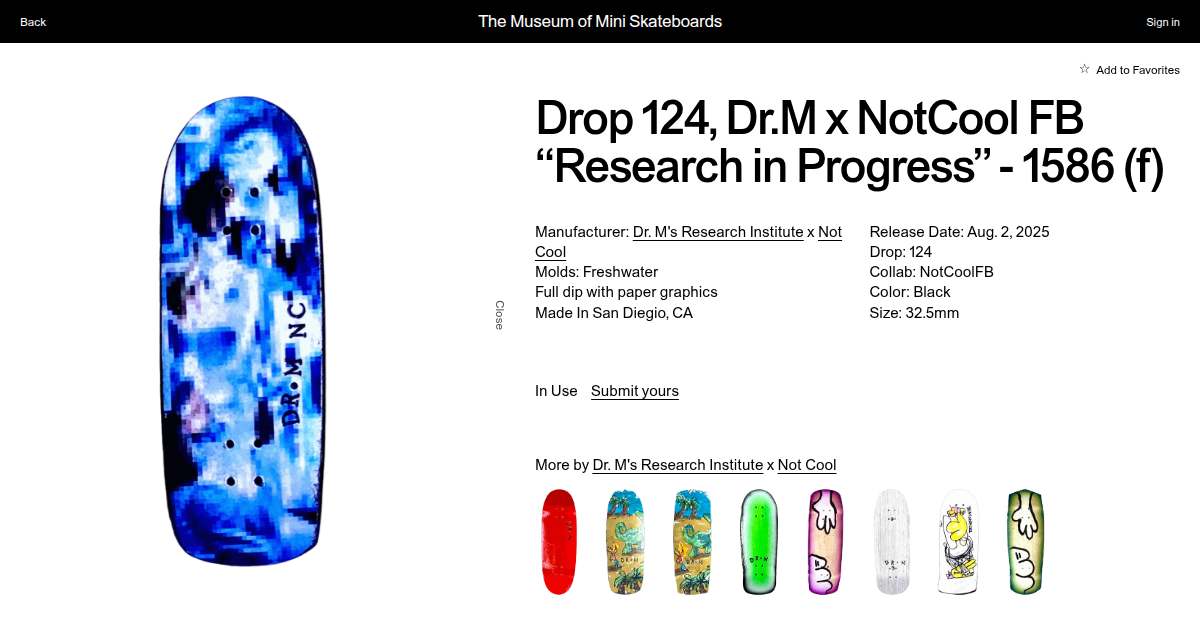 Back
The Museum of Mini Skateboards
Sign in
☆ Add to Favorites
Drop 124, Dr.M x NotCool FB
“Research in Progress” - 1586 (f)
Manufacturer: Dr. M's Research Institute x Not
Cool
Molds: Freshwater
Full dip with paper graphics
Made In San Diegio, CA
Release Date: Aug. 2, 2025
Drop: 124
Collab: NotCoolFB
Color: Black
Size: 32.5mm
Close
DR•M NC
In Use Submit yours
More by Dr. M's Research Institute x Not Cool
DR•M
DR•M
DR•M